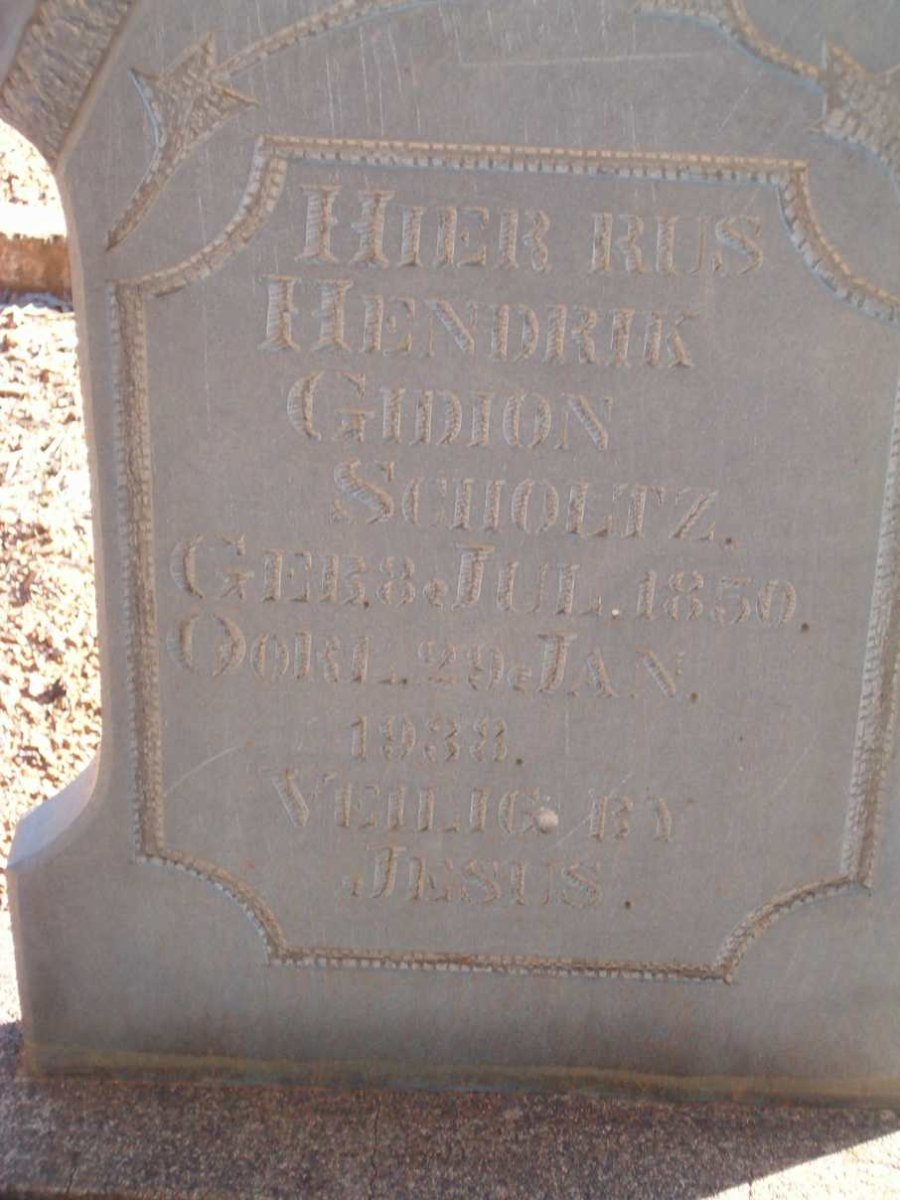 HIER RUS
HENDRIK
GIDION
SCHOLTZ.
GEB.8.JUL.1850.
OORL.29.JAN.
1938.
VEILIG BY
JESUS.